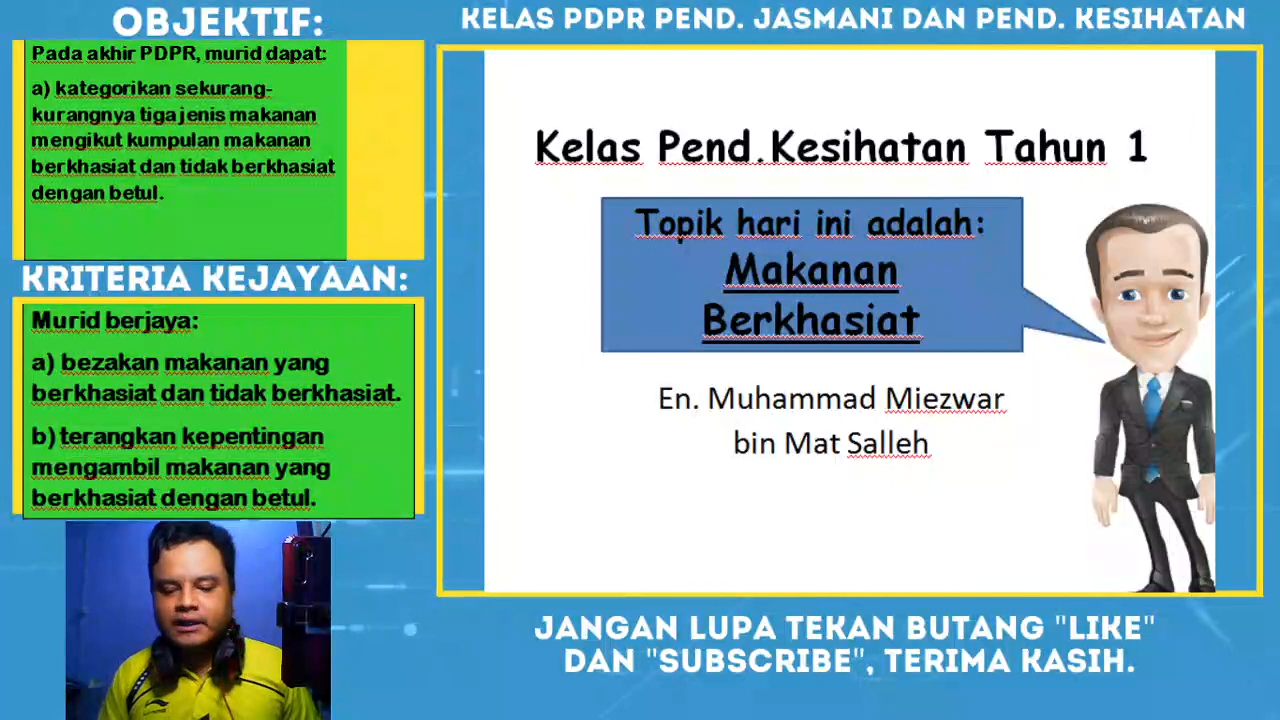 OBJEKTIF:
Pada akhir PDPR, murid dapat:
a) kategorikan sekurang-
kurangnya tiga jenis makanan
mengikut kumpulan makanan
berkhasiat dan tidak berkhasiat
dengan betul.
KRITERIA KEJAYAAN:
Murid berjaya:
a) bezakan makanan yang
berkhasiat dan tidak berkhasiat.
b) terangkan kepentingan
mengambil makanan yang
berkhasiat dengan betul.
KELAS PDPR PEND. JASMANI DAN PEND. KESIHATAN
Kelas Pend.Kesihatan Tahun 1
Topik hari ini adalah:
Makanan
Berkhasiat
En. Muhammad Miezwar
bin Mat Salleh
JANGAN LUPA TEKAN BUTANG "LIKE"
DAN "SUBSCRIBE", TERIMA KASIH.